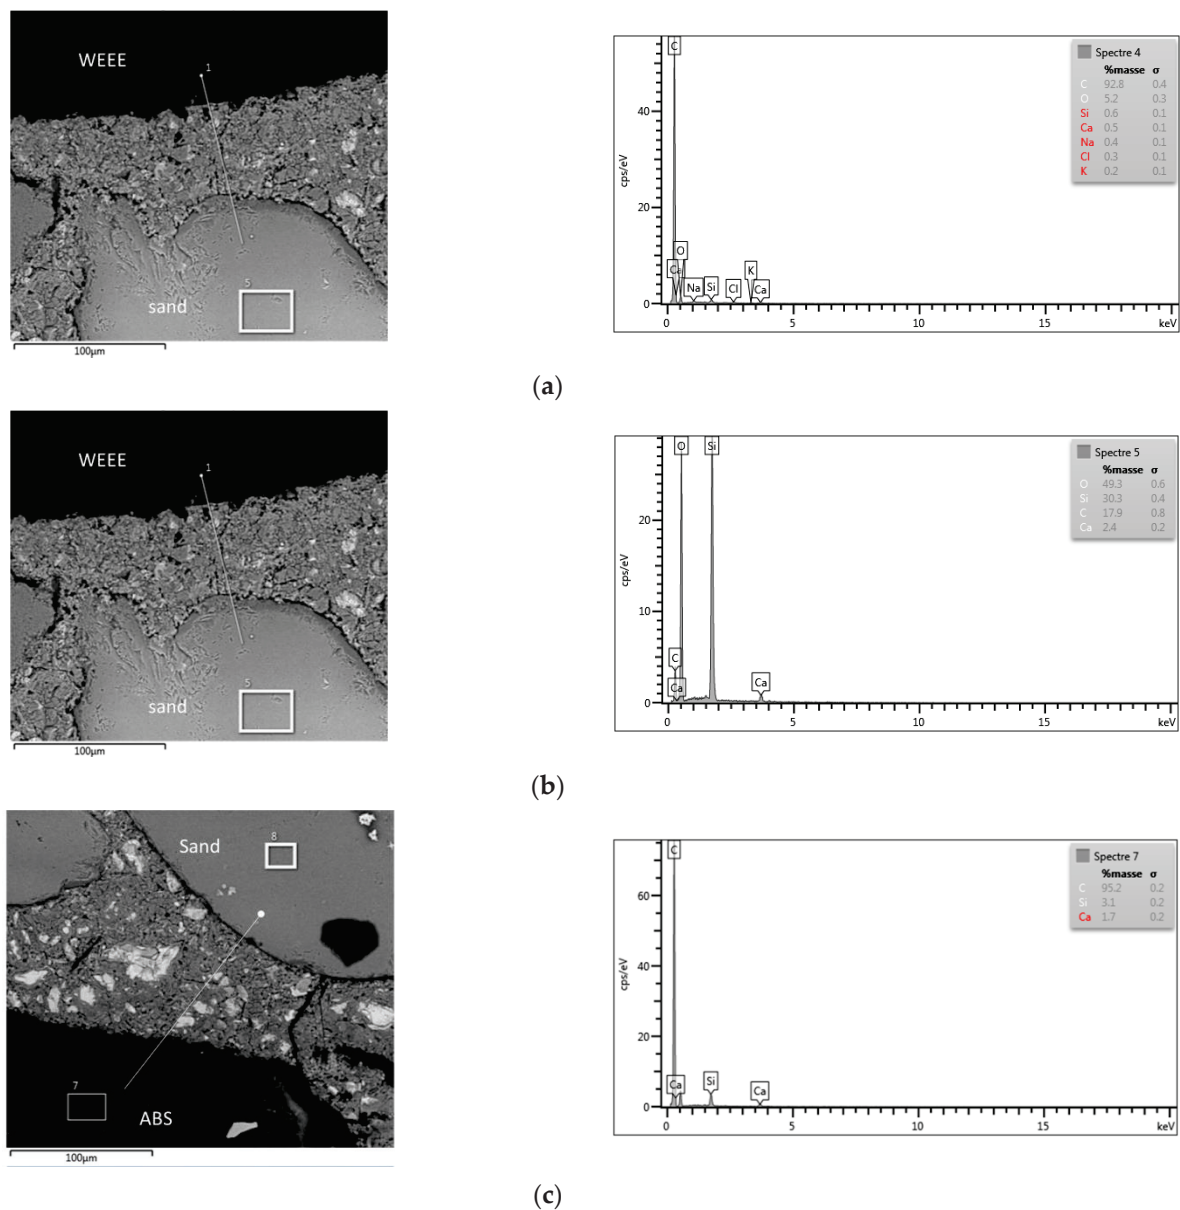 WEEE
1
5
sand
100µm
Spectre 4
%masse σ
C 92.8 0.4
O 5.2 0.3
Si 0.6 0.1
Ca 0.5 0.1
Na 0.4 0.1
Cl 0.3 0.1
K 0.2 0.1
cps/eV
40
20
0
C
O
Ca
Na
Si
Cl
K
Ca
0 5 10 15 keV
(a)
WEEE
1
5
sand
100µm
Spectre 5
%masse σ
O 49.3 0.6
Si 30.3 0.4
C 17.9 0.8
Ca 2.4 0.2
cps/eV
20
10
0
O
Si
C
Ca
Ca
0 5 10 15 keV
(b)
Sand
8
7
ABS
100µm
Spectre 7
%masse σ
C 95.2 0.2
Si 3.1 0.2
Ca 1.7 0.2
cps/eV
60
40
20
0
C
Ca
Si
Ca
0 5 10 15 keV
(c)